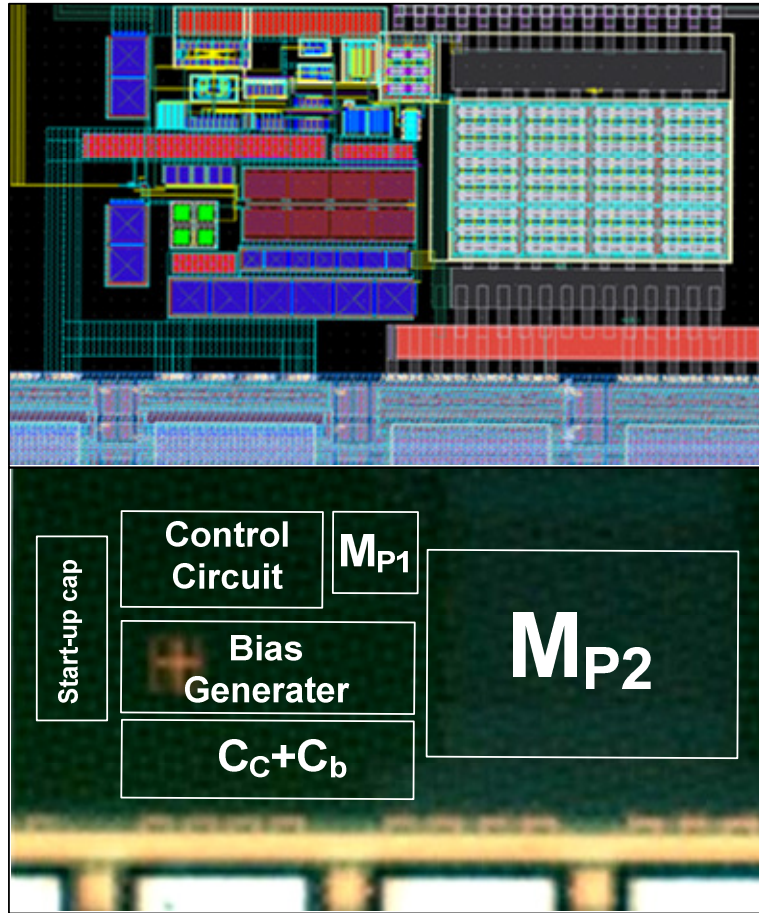 Control
Circuit
MP1
Start-up cap
Bias
Generater
MP2
CC+Cb